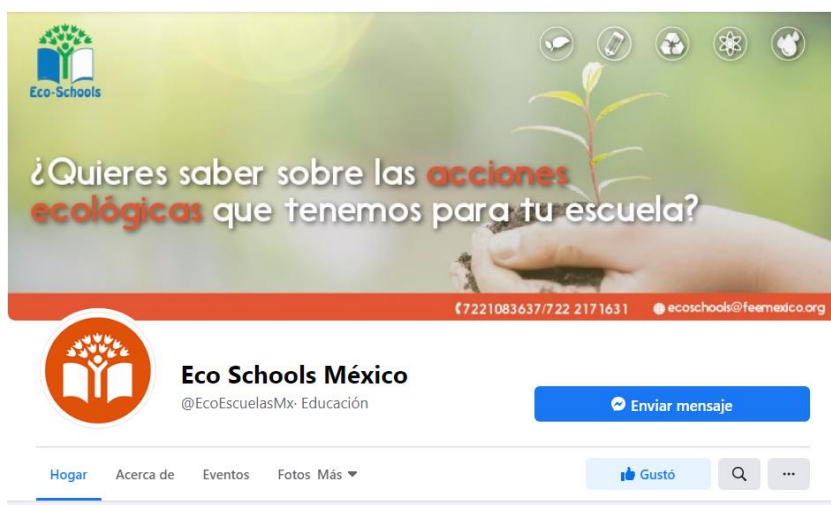 Eco-Schools
¿Quieres saber sobre las acciones
ecológicas que tenemos para tu escuela?
7221083637/722 2171631 ecoschools@feemexico.org
Eco Schools México
@EcoEscuelasMx· Educación
Enviar mensaje
Hogar Acerca de Eventos Fotos Más Gustó